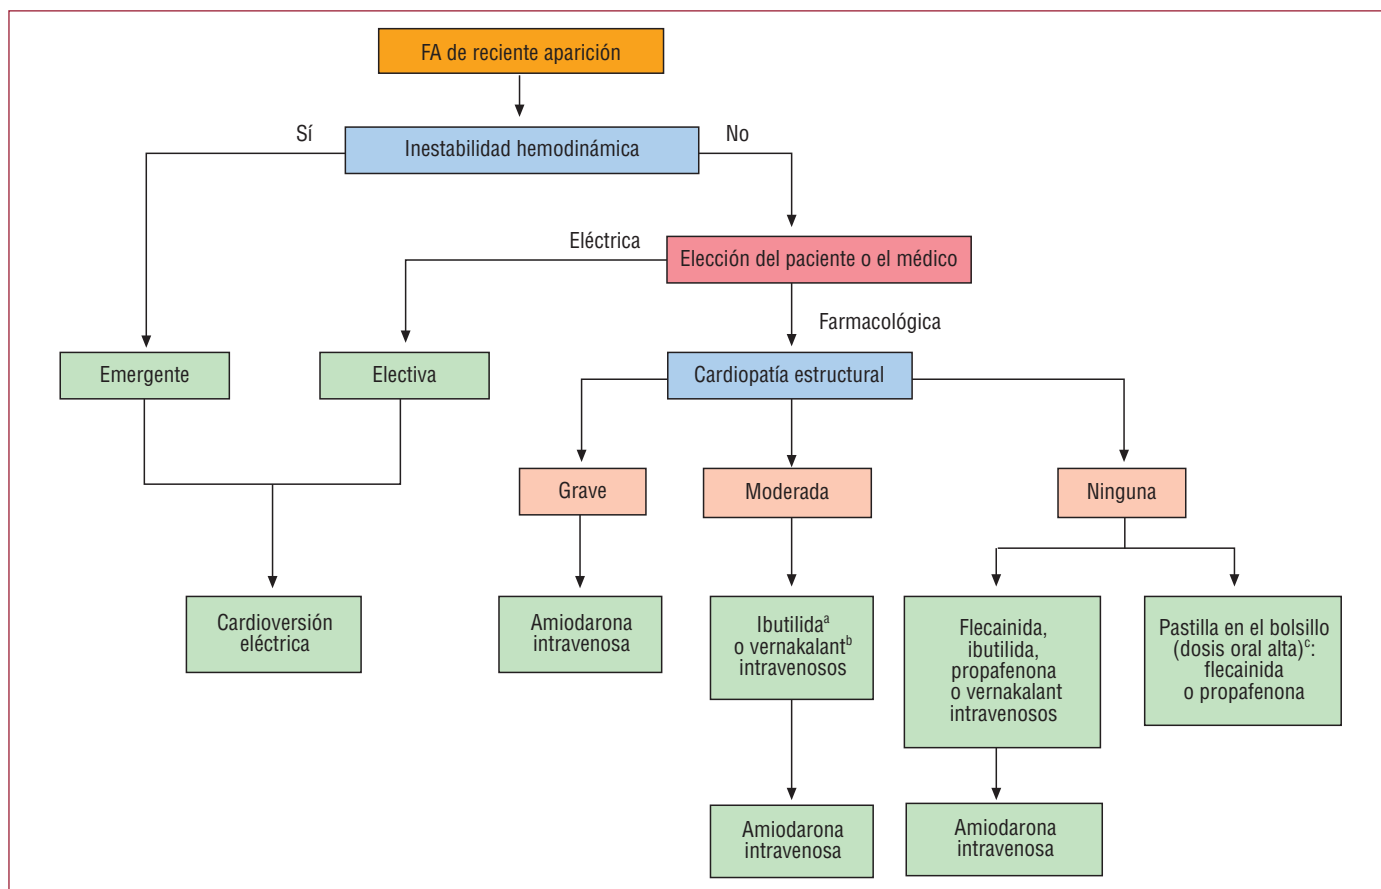 FA de reciente aparición
Sí
Inestabilidad hemodinámica
No
Eléctrica
Elección del paciente o el médico
Farmacológica
Emergente
Electiva
Cardiopatía estructural
Grave
Moderada
Ninguna
Cardioversión
eléctrica
Amiodarona
intravenosa
Ibutilidaᵃ
o vernakalantᵇ
intravenosos
Flecainida,
ibutilida,
propafenona
o vernakalant
intravenosos
Pastilla en el bolsillo
(dosis oral alta)ᶜ:
flecainida
o propafenona
Amiodarona
intravenosa
Amiodarona
intravenosa